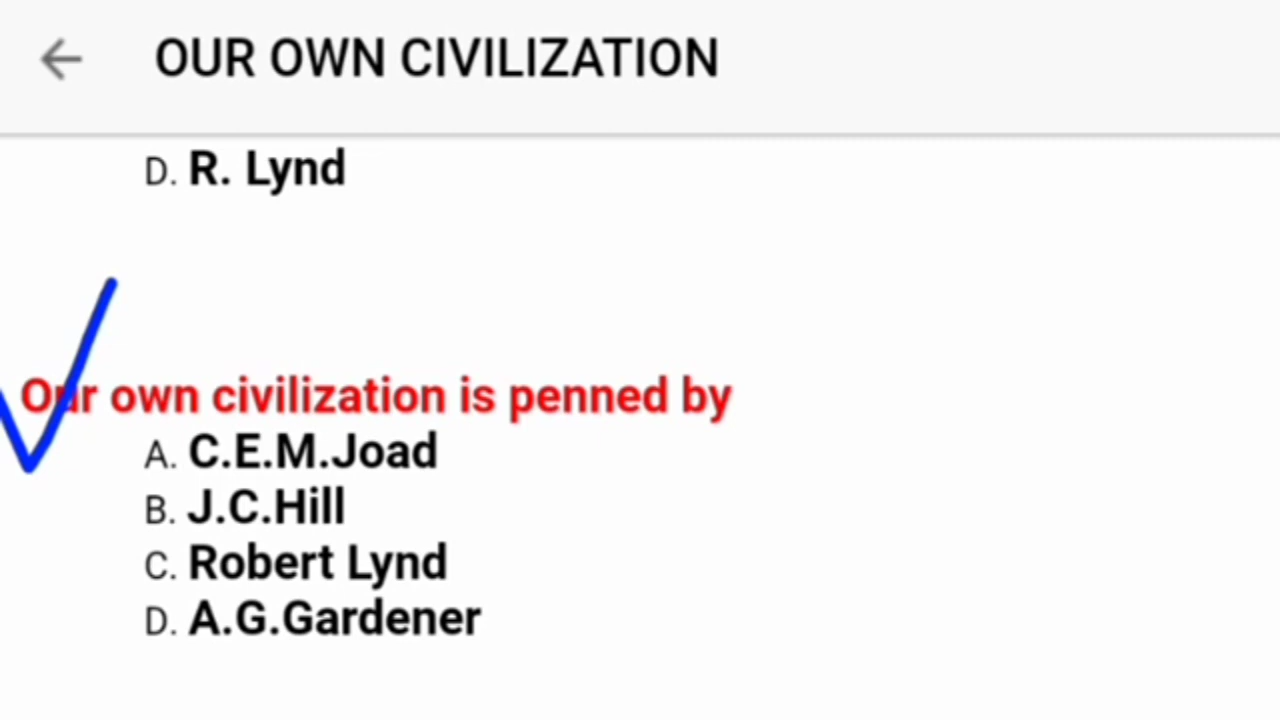 OUR OWN CIVILIZATION
D. R. Lynd
Our own civilization is penned by
A. C.E.M.Joad
B. J.C.Hill
C. Robert Lynd
D. A.G.Gardener